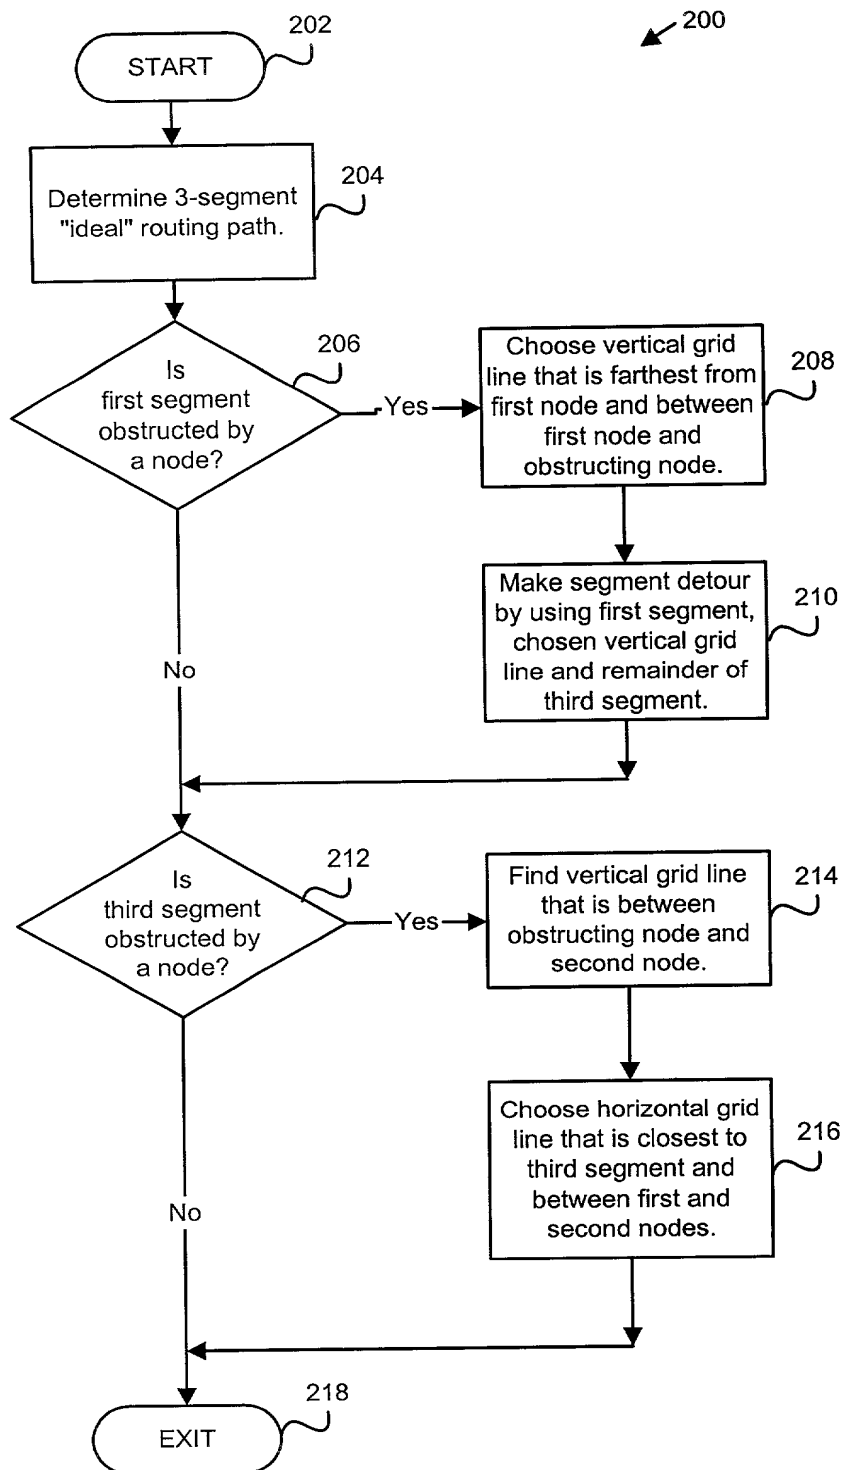 200
202
START
204
Determine 3-segment
"ideal" routing path.
206
Is
first segment
obstructed by
a node?
Yes
208
Choose vertical grid
line that is farthest from
first node and between
first node and
obstructing node.
210
Make segment detour
by using first segment,
chosen vertical grid
line and remainder of
third segment.
No
212
Is
third segment
obstructed by
a node?
Yes
214
Find vertical grid line
that is between
obstructing node and
second node.
216
Choose horizontal grid
line that is closest to
third segment and
between first and
second nodes.
No
218
EXIT